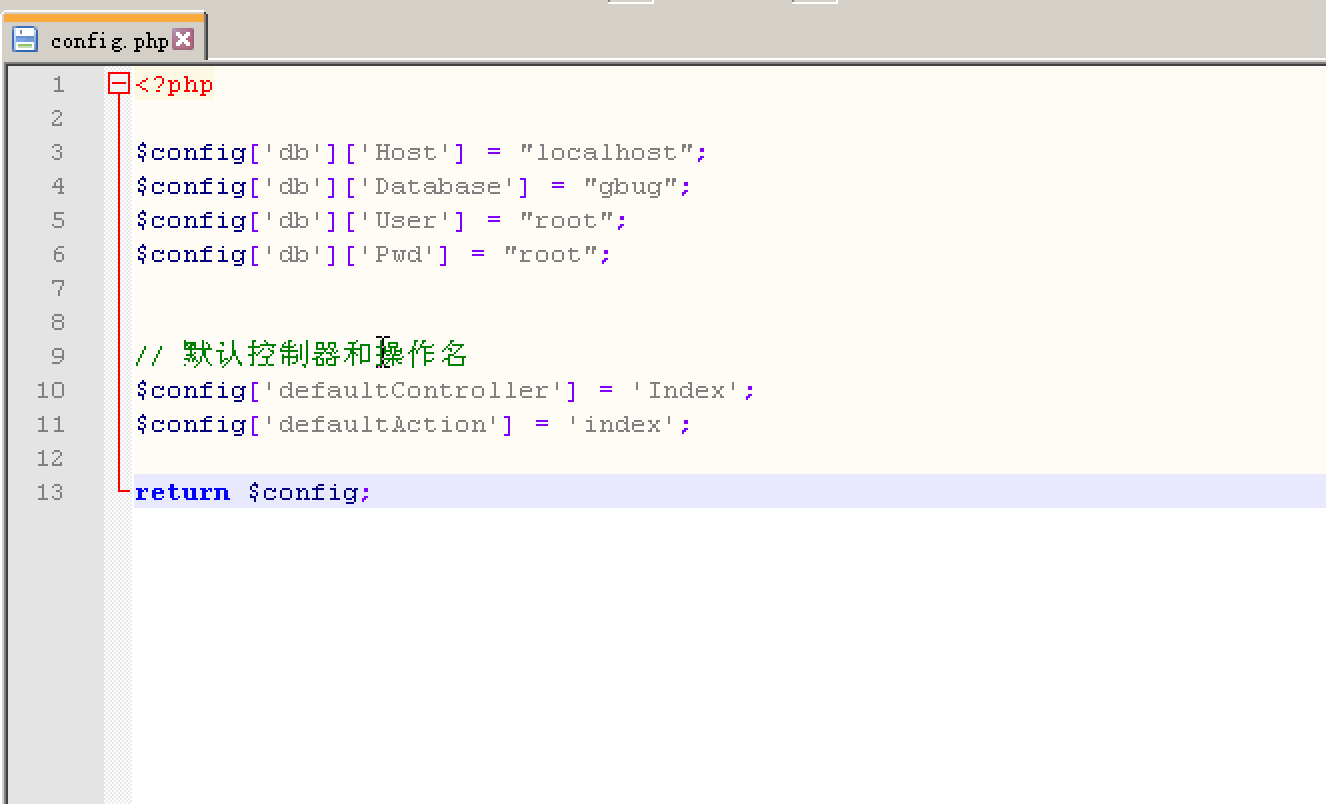 config.php
1 <?php
2
3 $config['db']['Host'] = "localhost";
4 $config['db']['Database'] = "gbug";
5 $config['db']['User'] = "root";
6 $config['db']['Pwd'] = "root";
7
8
9 // 默认控制器和操作名
10 $config['defaultController'] = 'Index';
11 $config['defaultAction'] = 'index';
12
13 return $config;